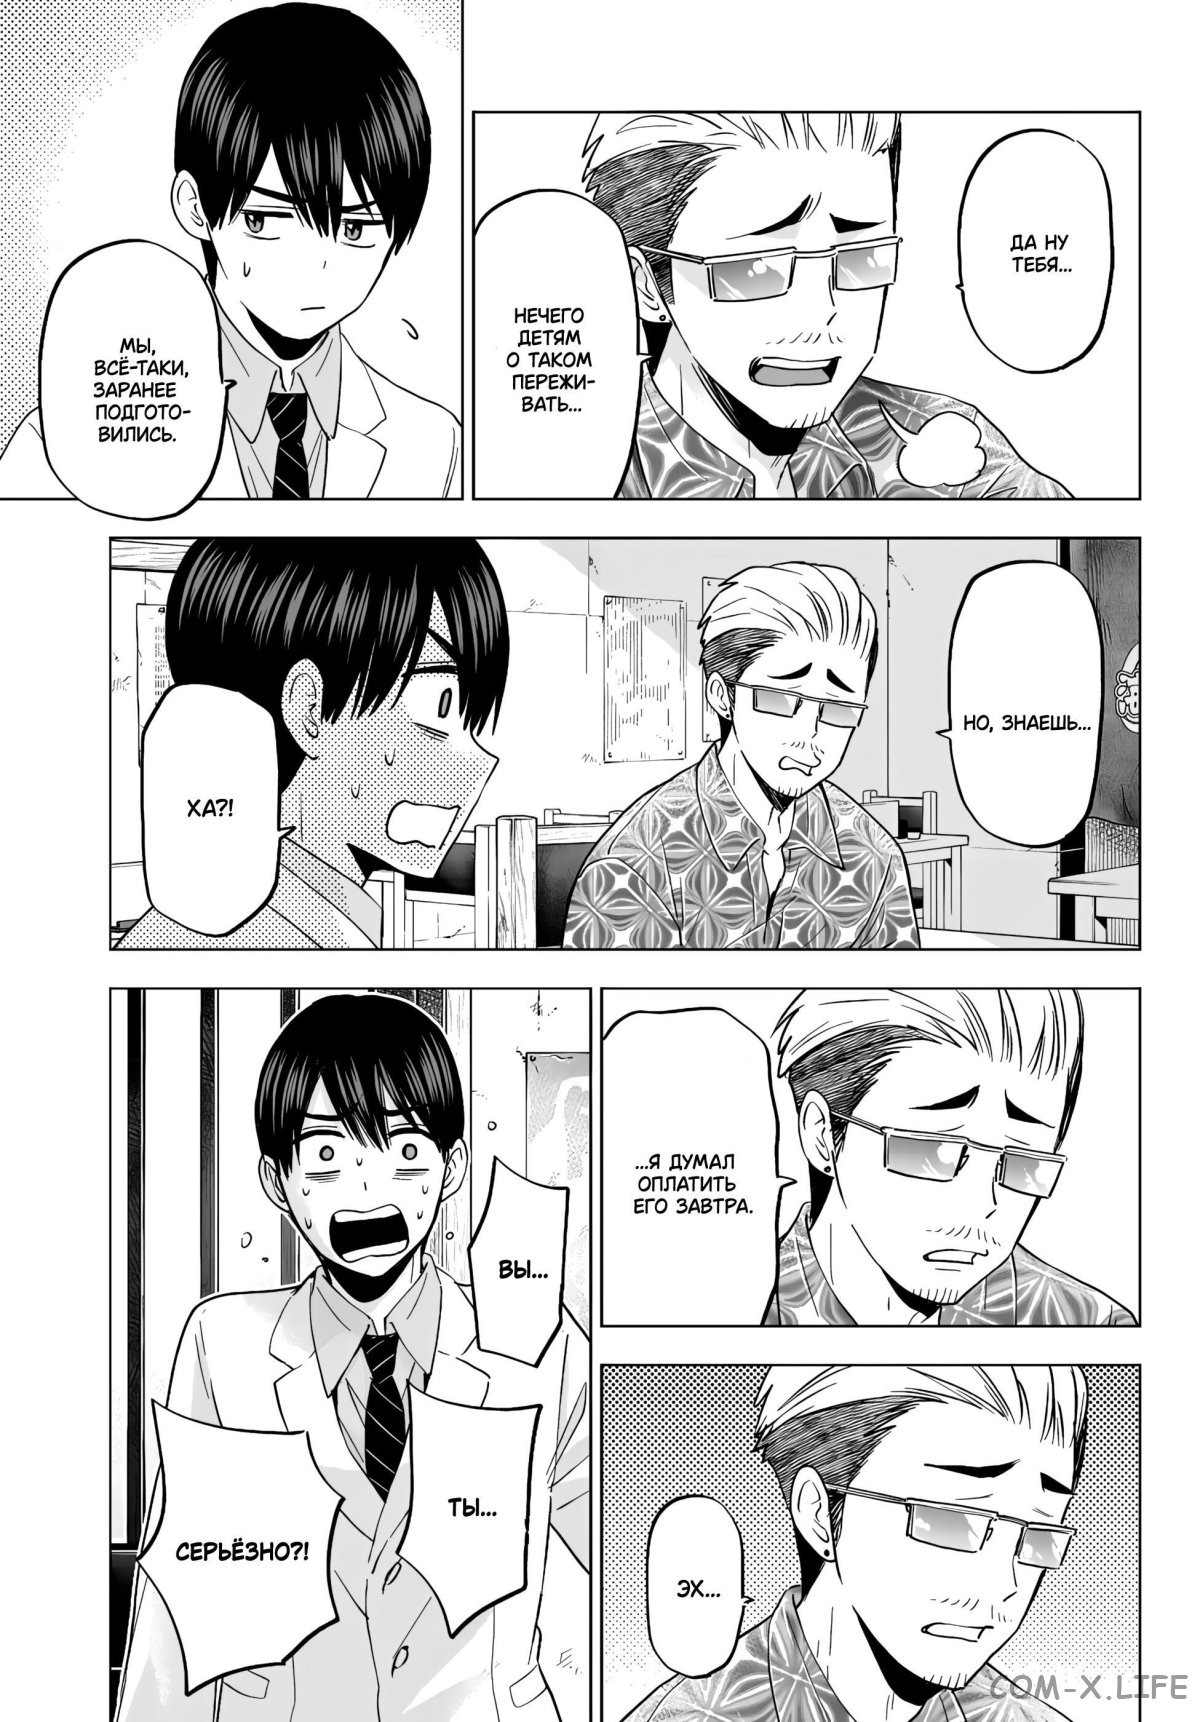 ДА НУ
ТЕБЯ...
НЕЧЕГО
ДЕТЯМ
О ТАКОМ
ПЕРЕЖИ-
ВАТЬ...
МЫ,
ВСЁ-ТАКИ,
ЗАРАНЕЕ
ПОДГОТО-
ВИЛИСЬ.
НО, ЗНАЕШЬ...
ХА?!
...Я ДУМАЛ
ОПЛАТИТЬ
ЕГО ЗАВТРА.
ЭХ...
ВЫ...
ТЫ...
СЕРЬЁЗНО?!
COM-X.LIFE